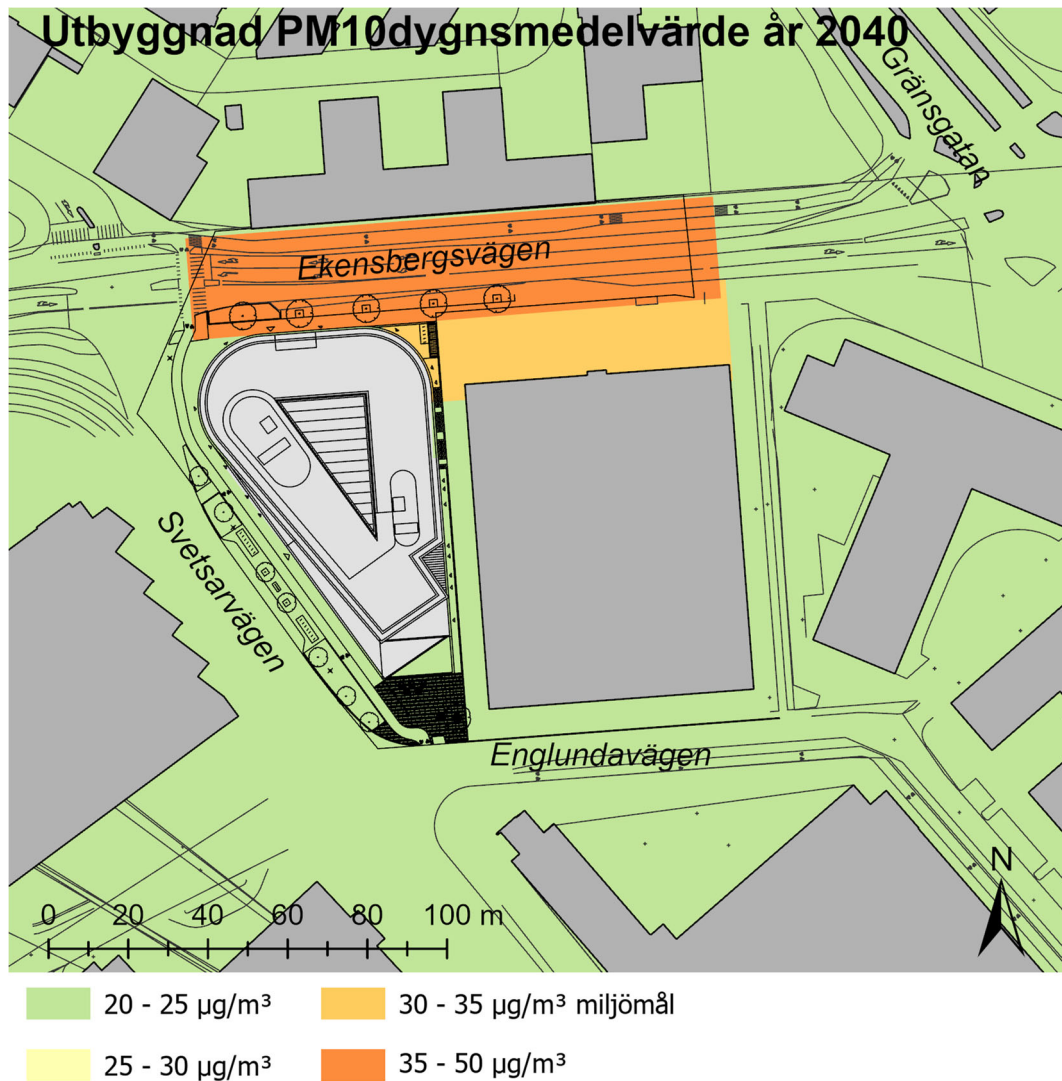 Utbyggnad PM10dygnsmedelvärde år 2040
Gränsgatan
Ekensbergsvägen
Svetsarvägen
Englundavägen
N
0 20 40 60 80 100 m
20 - 25 µg/m³
30 - 35 µg/m³ miljömål
25 - 30 µg/m³
35 - 50 µg/m³